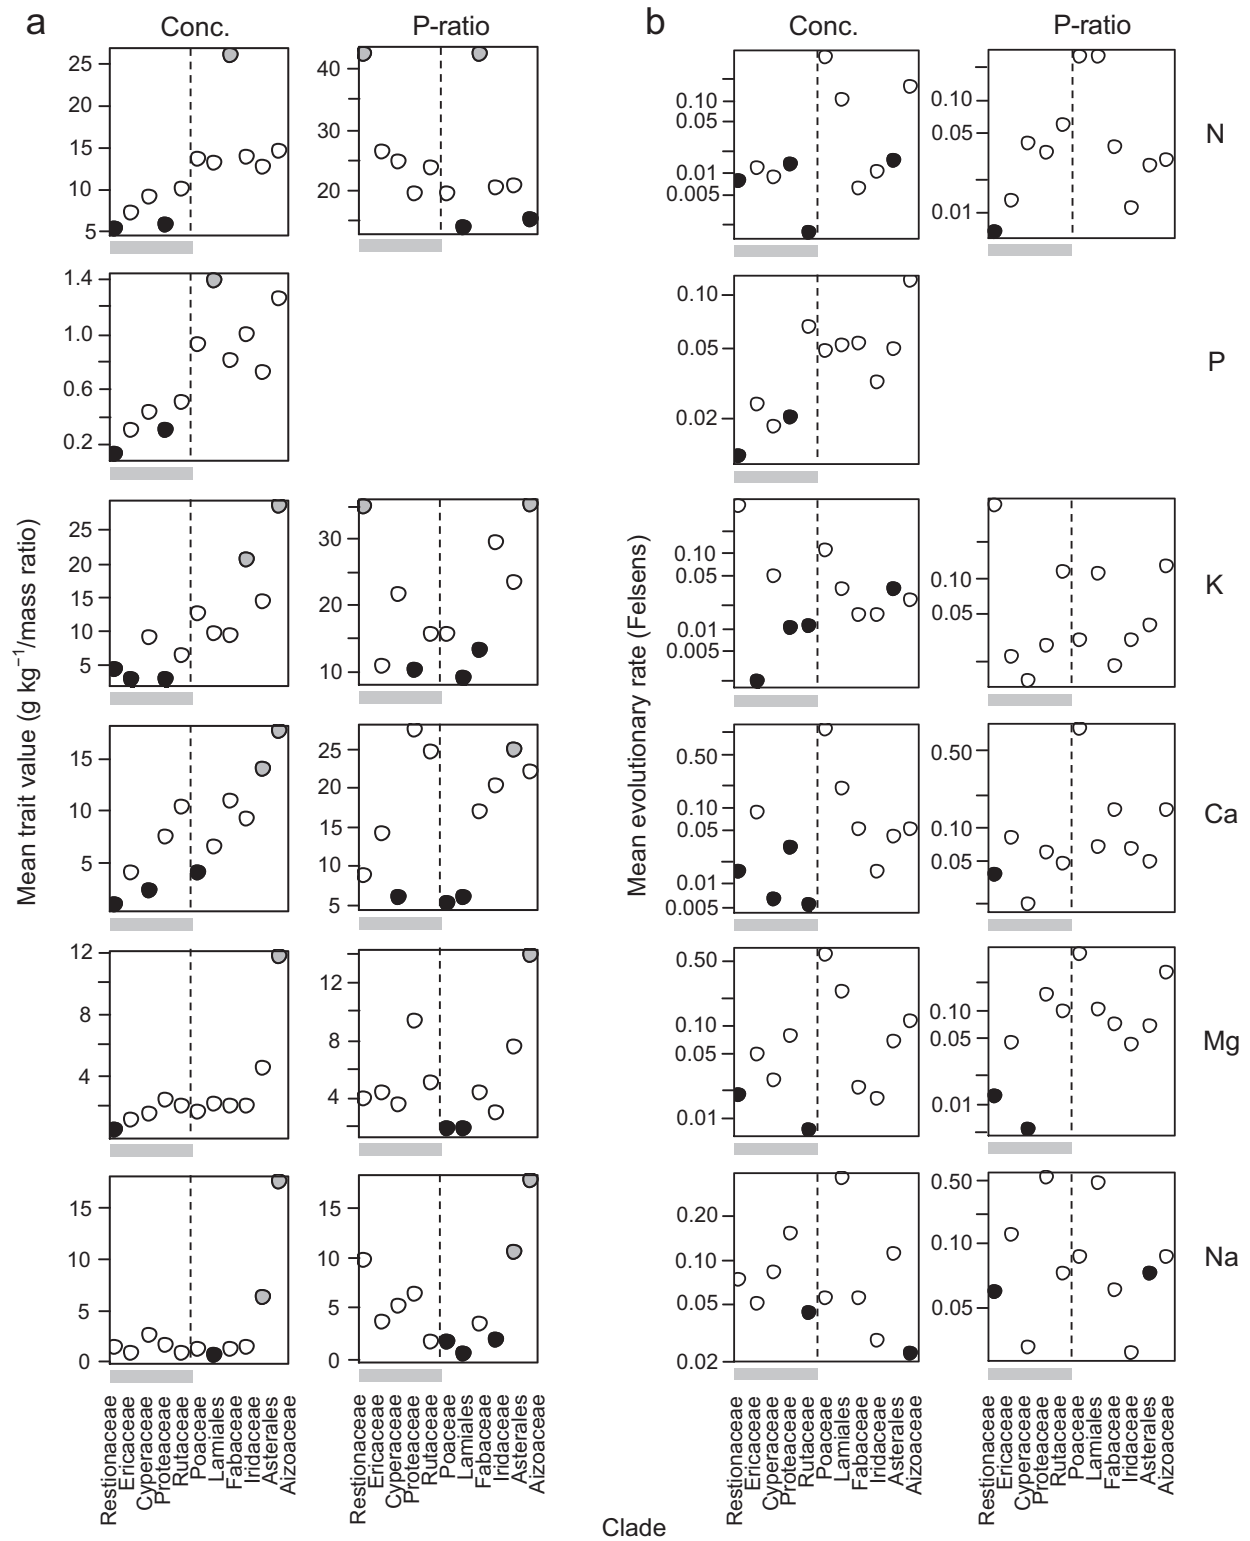 a
b
Conc.
P-ratio
Conc.
P-ratio
25
20
15
10
5
40
30
20
0.10
0.05
0.01
0.005
0.10
0.05
0.01
N
1.4
1.0
0.6
0.2
0.10
0.05
0.02
P
25
20
15
10
5
30
20
10
0.10
0.05
0.01
0.005
0.10
0.05
K
15
10
5
25
20
15
10
5
0.50
0.10
0.05
0.01
0.005
0.50
0.10
0.05
Ca
12
8
4
12
8
4
0.50
0.10
0.05
0.01
0.10
0.05
0.01
Mg
15
10
5
0
15
10
5
0
0.20
0.10
0.05
0.02
0.50
0.10
0.05
Na
Mean trait value (g kg⁻¹/mass ratio)
Mean evolutionary rate (Felsens)
Restionaceae
Ericaceae
Cyperaceae
Proteaceae
Rutaceae
Poaceae
Lamiales
Fabaceae
Iridaceae
Asterales
Aizoaceae
Restionaceae
Ericaceae
Cyperaceae
Proteaceae
Rutaceae
Poaceae
Lamiales
Fabaceae
Iridaceae
Asterales
Aizoaceae
Restionaceae
Ericaceae
Cyperaceae
Proteaceae
Rutaceae
Poaceae
Lamiales
Fabaceae
Iridaceae
Asterales
Aizoaceae
Restionaceae
Ericaceae
Cyperaceae
Proteaceae
Rutaceae
Poaceae
Lamiales
Fabaceae
Iridaceae
Asterales
Aizoaceae
Clade